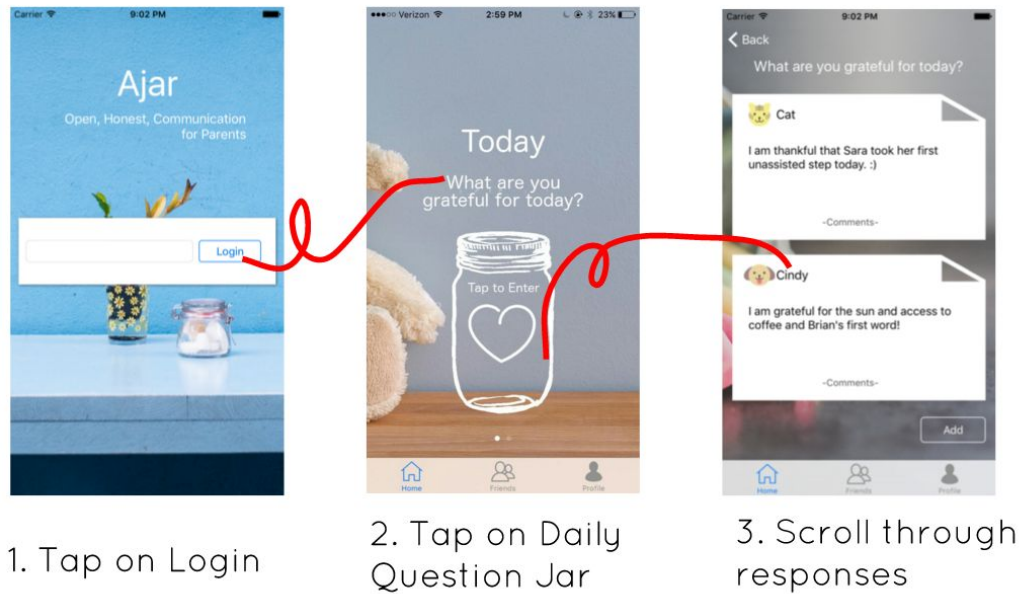 Carrier 9:02 PM
Ajar
Open, Honest, Communication
for Parents
Login
1. Tap on Login
●●●○○ Verizon 2:59 PM 23%
Today
What are you
grateful for today?
Tap to Enter
Home Friends Profile
2. Tap on Daily
Question Jar
Carrier 9:02 PM
Back
What are you grateful for today?
Cat
I am thankful that Sara took her first
unassisted step today. :)
-Comments-
Cindy
I am grateful for the sun and access to
coffee and Brian's first word!
-Comments-
Add
Home Friends Profile
3. Scroll through
responses